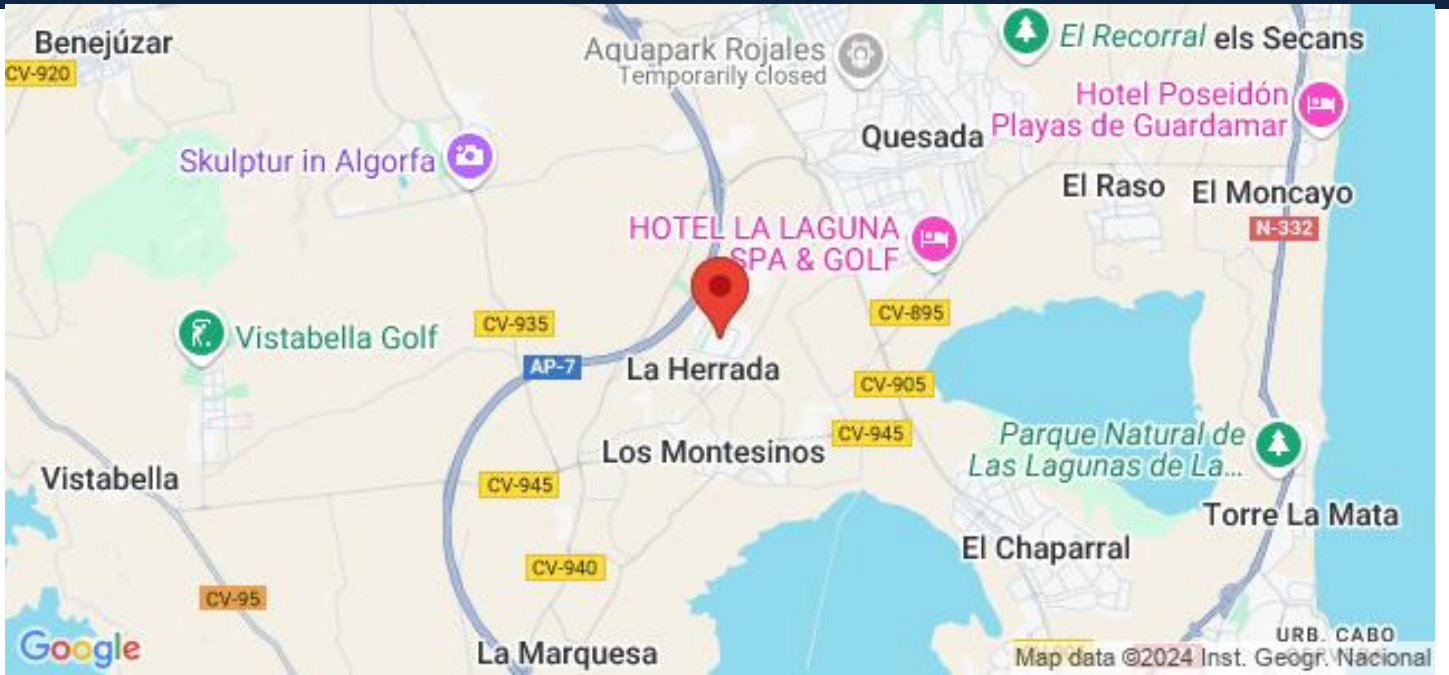 Benejúzar
CV-920
Aquapark Rojales
Temporarily closed
El Recorral
els Secans
Hotel Poseidón
Playas de Guardamar
Quesada
Skulptur in Algorfa
El Raso
El Moncayo
N-332
HOTEL LA LAGUNA
SPA & GOLF
CV-895
CV-935
Vistabella Golf
AP-7
La Herrada
CV-905
CV-945
Parque Natural de
Las Lagunas de La...
Los Montesinos
Vistabella
CV-945
Torre La Mata
El Chaparral
CV-940
CV-95
URB. CABO
Google
La Marquesa
Map data ©2024 Inst. Geogr. Nacional